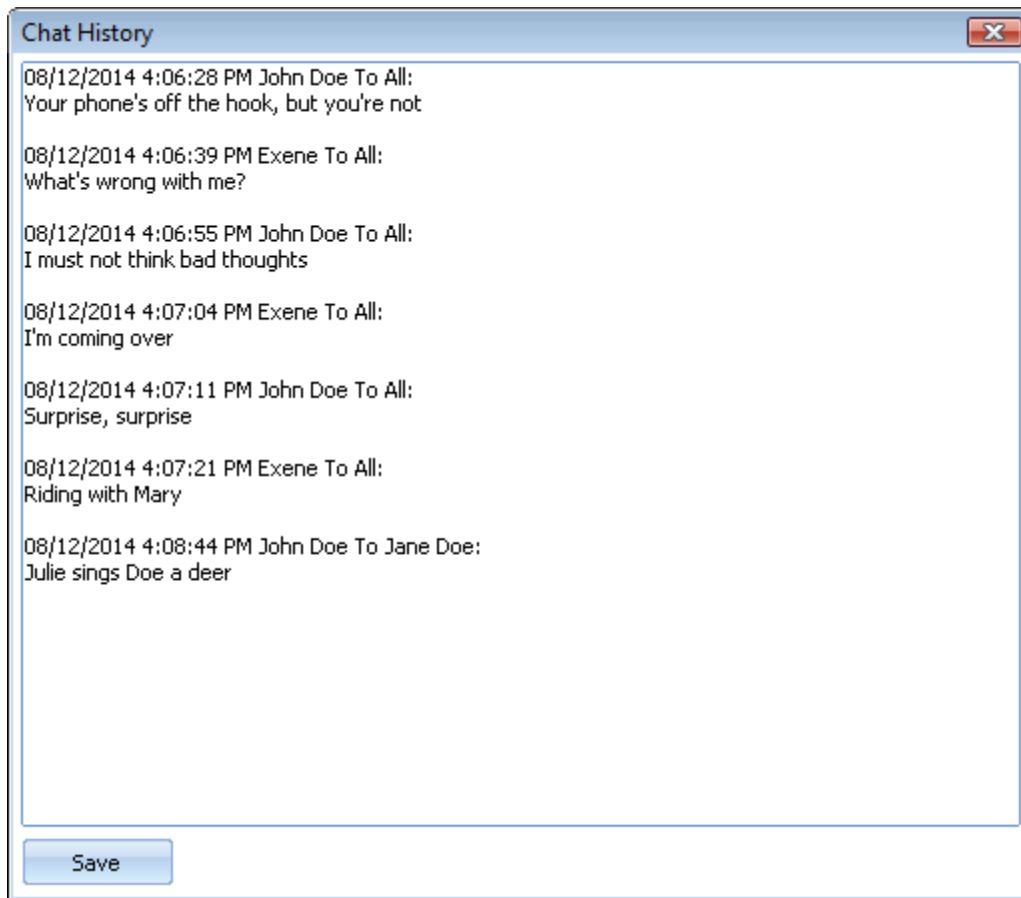 Chat History
08/12/2014 4:06:28 PM John Doe To All:
Your phone's off the hook, but you're not
08/12/2014 4:06:39 PM Exene To All:
What's wrong with me?
08/12/2014 4:06:55 PM John Doe To All:
I must not think bad thoughts
08/12/2014 4:07:04 PM Exene To All:
I'm coming over
08/12/2014 4:07:11 PM John Doe To All:
Surprise, surprise
08/12/2014 4:07:21 PM Exene To All:
Riding with Mary
08/12/2014 4:08:44 PM John Doe To Jane Doe:
Julie sings Doe a deer
Save